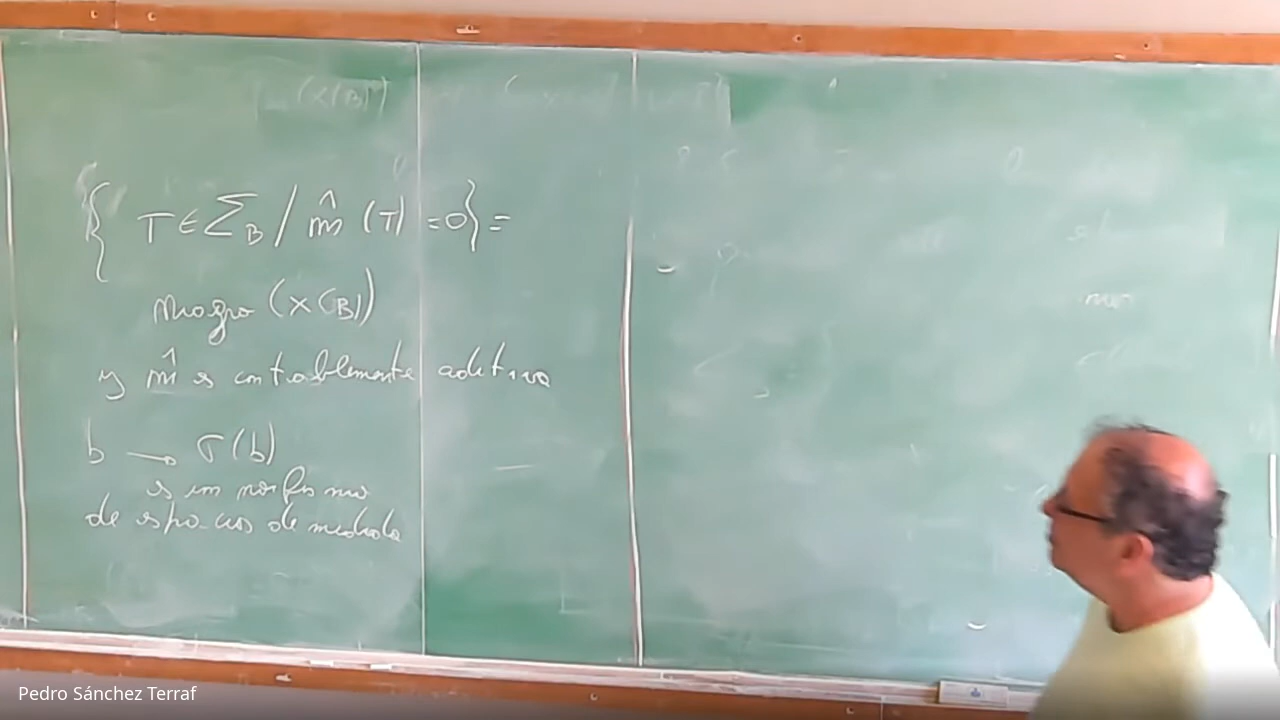 { T ∈ Σ_B / m̂ (T) = 0 } =
magro (X(B))
y m̂ es contablemente aditiva
b → σ(b)
es un morfismo
de espacios de medida
(X(B))
Pedro Sánchez Terraf